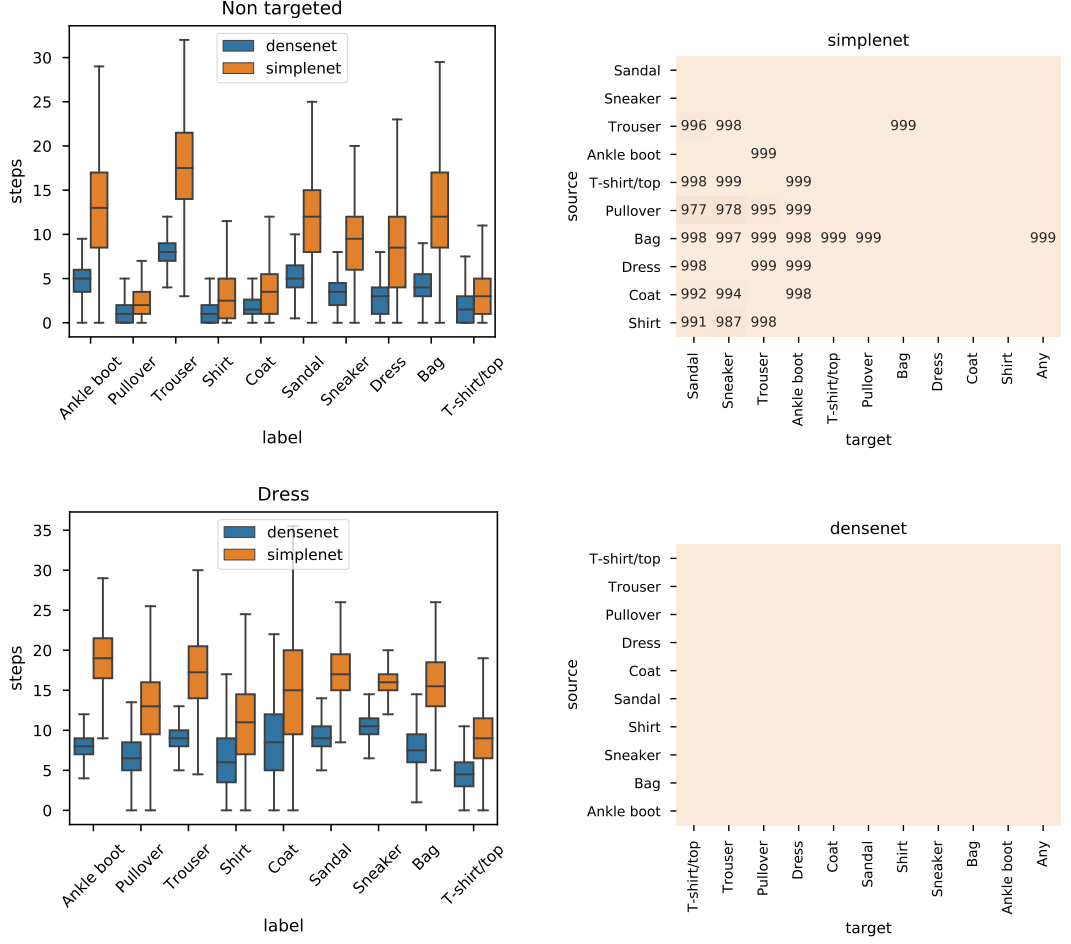 Non targeted
densenet
simplenet
30
25
20
15
10
5
0
steps
Ankle boot
Pullover
Trouser
Shirt
Coat
Sandal
Sneaker
Dress
Bag
T-shirt/top
label
simplenet
source
Sandal
Sneaker
Trouser 996 998 999
Ankle boot 999
T-shirt/top 998 999 999
Pullover 977 978 995 999
Bag 998 997 999 998 999 999 999
Dress 998 999 999
Coat 992 994 998
Shirt 991 987 998
Sandal
Sneaker
Trouser
Ankle boot
T-shirt/top
Pullover
Bag
Dress
Coat
Shirt
Any
target
Dress
densenet
simplenet
35
30
25
20
15
10
5
0
steps
Ankle boot
Pullover
Trouser
Shirt
Coat
Sandal
Sneaker
Bag
T-shirt/top
label
densenet
source
T-shirt/top
Trouser
Pullover
Dress
Coat
Sandal
Shirt
Sneaker
Bag
Ankle boot
T-shirt/top
Trouser
Pullover
Dress
Coat
Sandal
Shirt
Sneaker
Bag
Ankle boot
Any
target